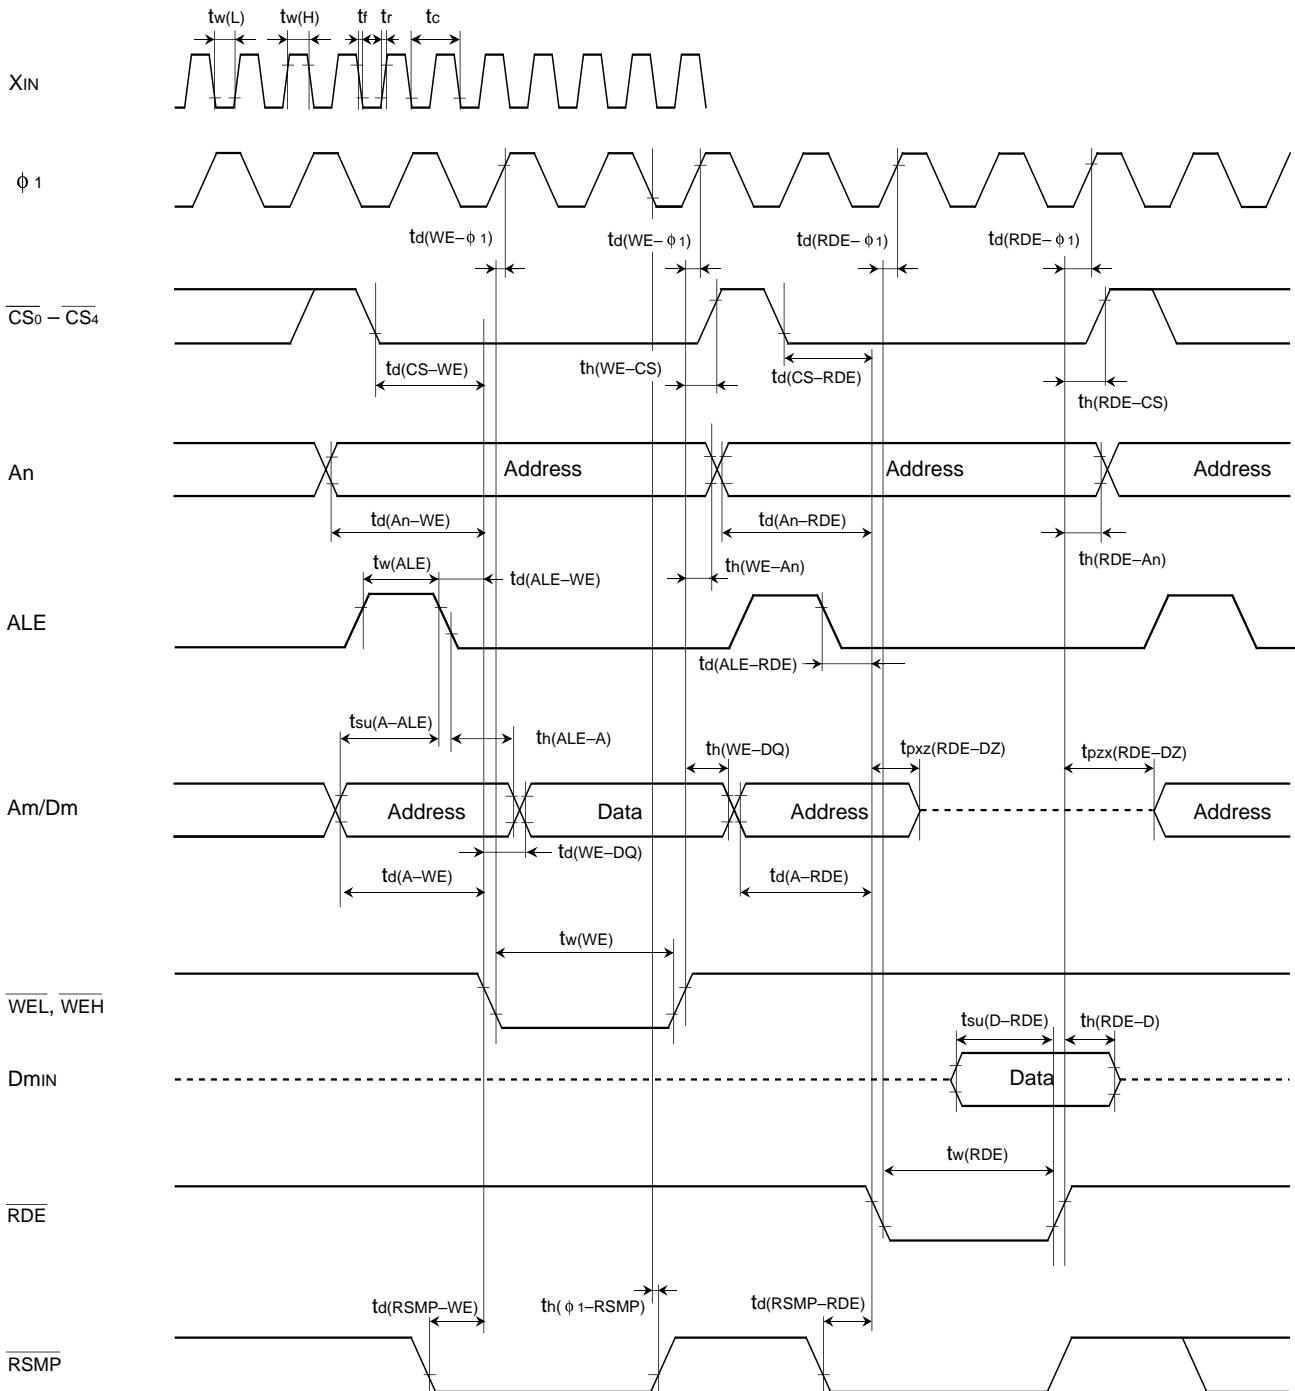 tw(L) tw(H) tf tr tc
XIN
ϕ 1
td(WE–ϕ 1) td(WE–ϕ 1) td(RDE–ϕ 1) td(RDE–ϕ 1)
CS0 – CS4
td(CS–WE) th(WE–CS) td(CS–RDE)
th(RDE–CS)
An Address Address Address
td(An–WE) td(An–RDE)
tw(ALE) td(ALE–WE) th(WE–An) th(RDE–An)
ALE
td(ALE–RDE)
tsu(A–ALE) th(ALE–A) th(WE–DQ) tpxz(RDE–DZ) tpzx(RDE–DZ)
Am/Dm Address Data Address Address
td(WE–DQ)
td(A–WE) td(A–RDE)
tw(WE)
WEL, WEH
tsu(D–RDE) th(RDE–D)
DmIN Data
tw(RDE)
RDE
td(RSMP–WE) th(ϕ 1–RSMP) td(RSMP–RDE)
RSMP